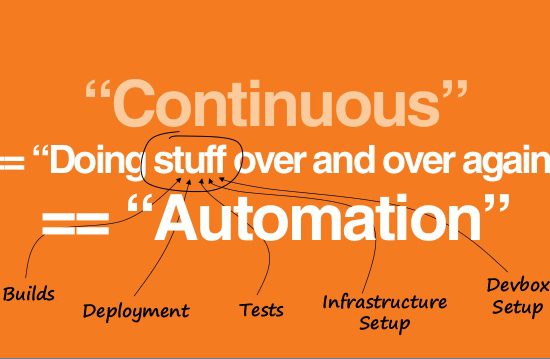 “Continuous”
== “Doing stuff over and over again
== “Automation”
Builds
Deployment
Tests
Infrastructure
Setup
Devbox
Setup